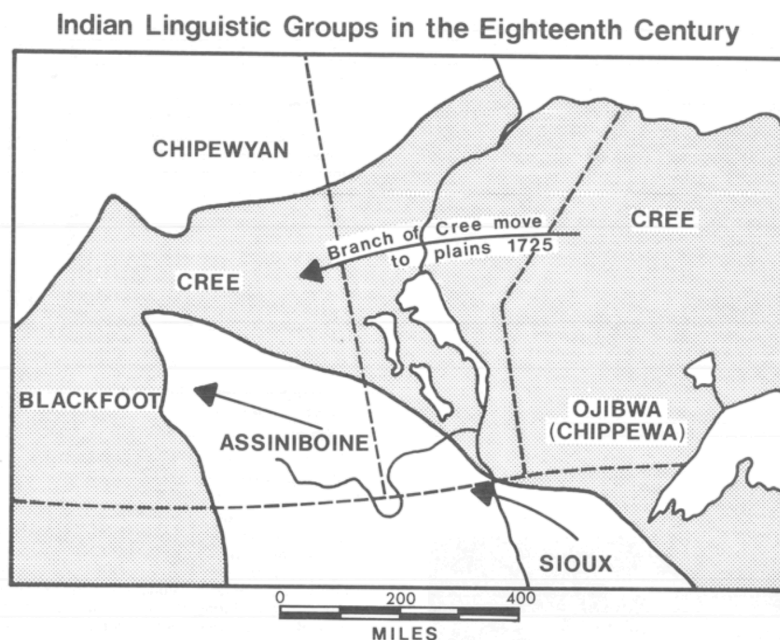 Indian Linguistic Groups in the Eighteenth Century
CHIPEWYAN
CREE
Branch of Cree move
to plains 1725
CREE
BLACKFOOT
OJIBWA
(CHIPPEWA)
ASSINIBOINE
SIOUX
0 200 400
MILES